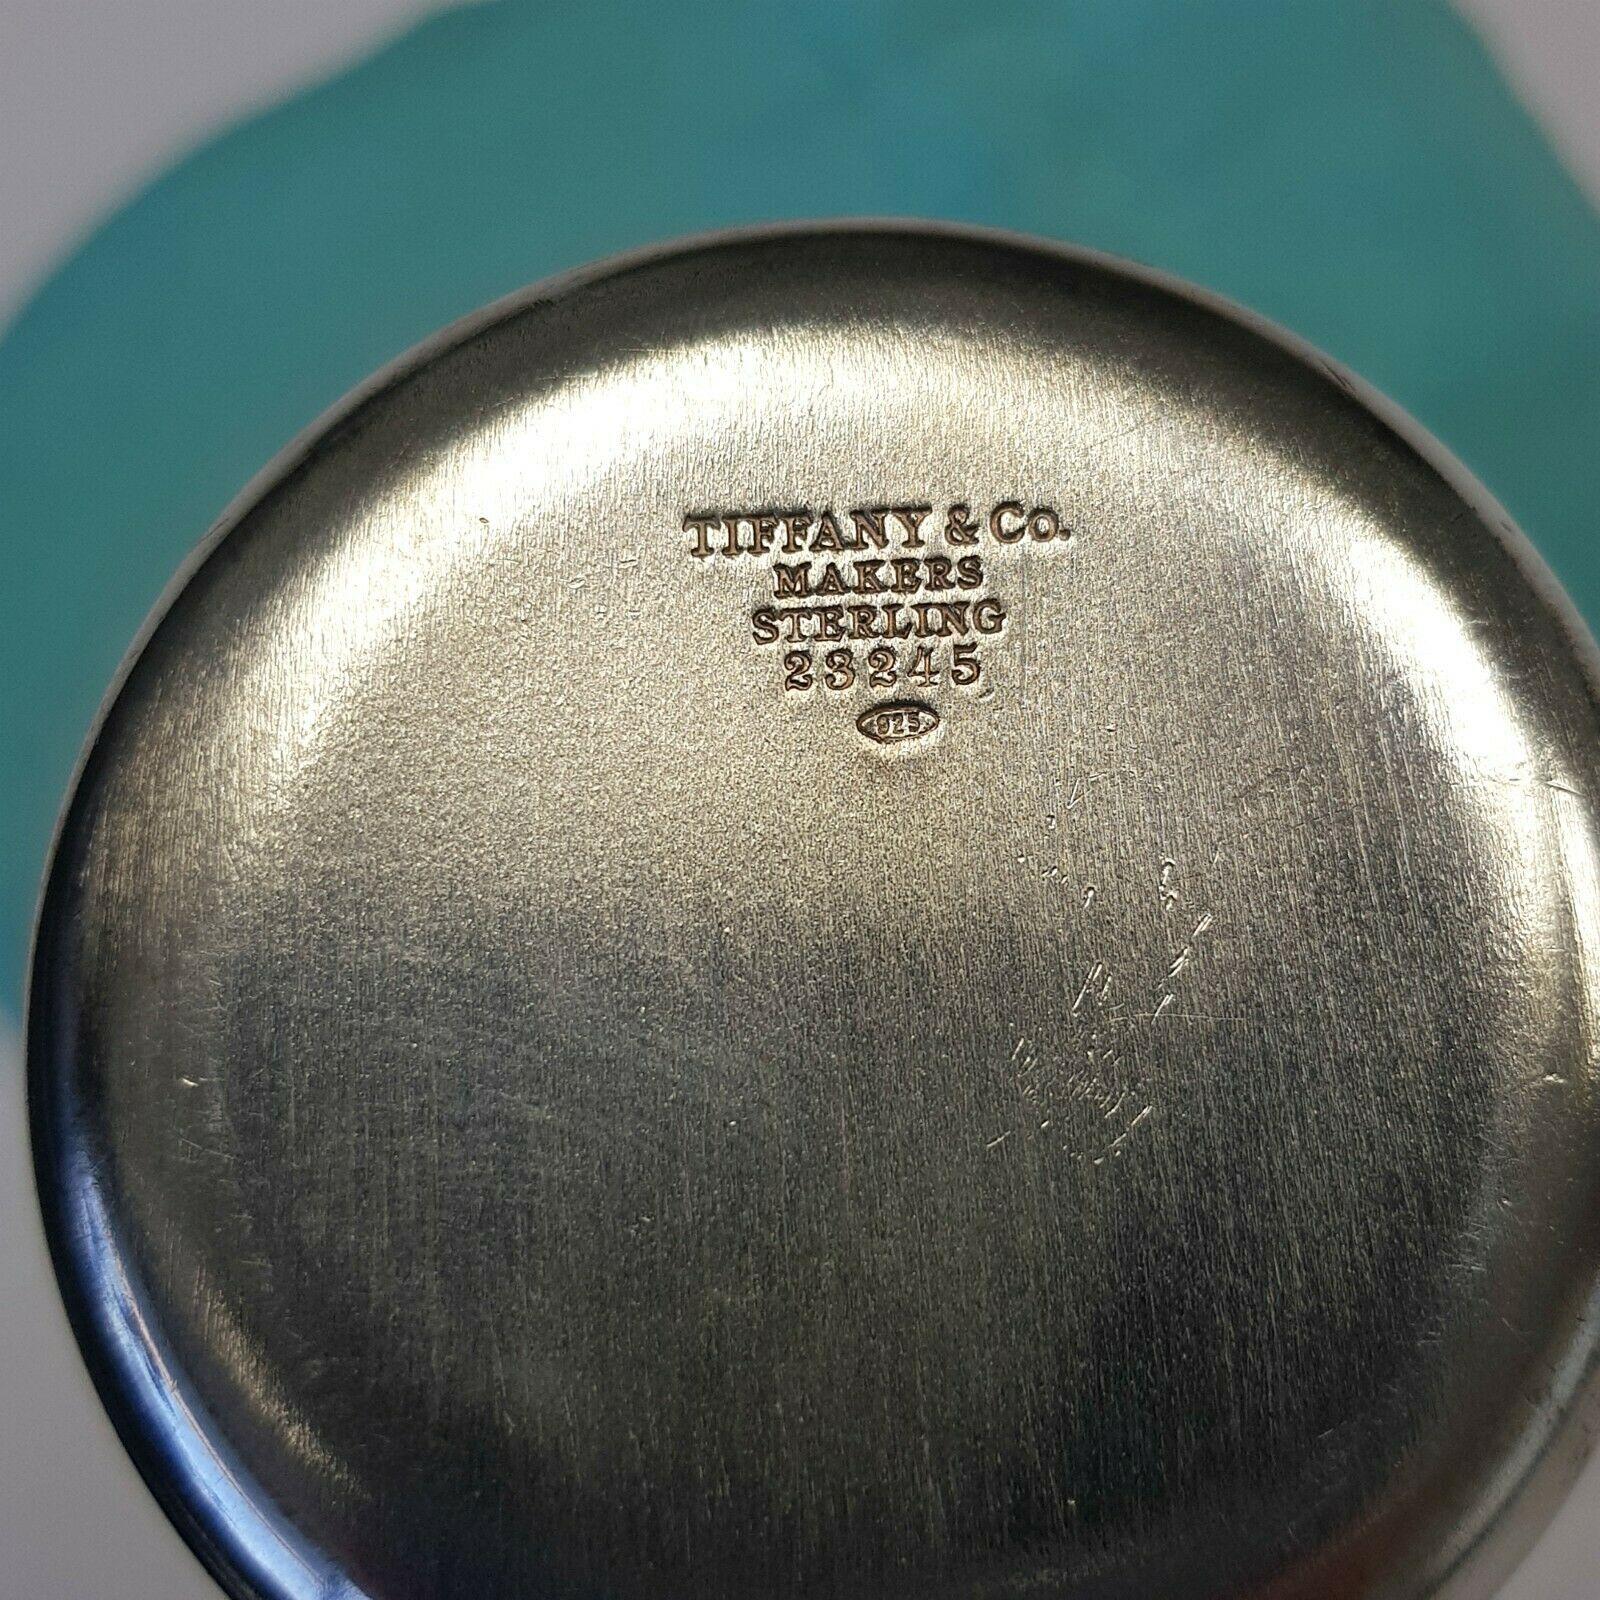 TIFFANY & Co.
MAKERS
STERLING
23245
925